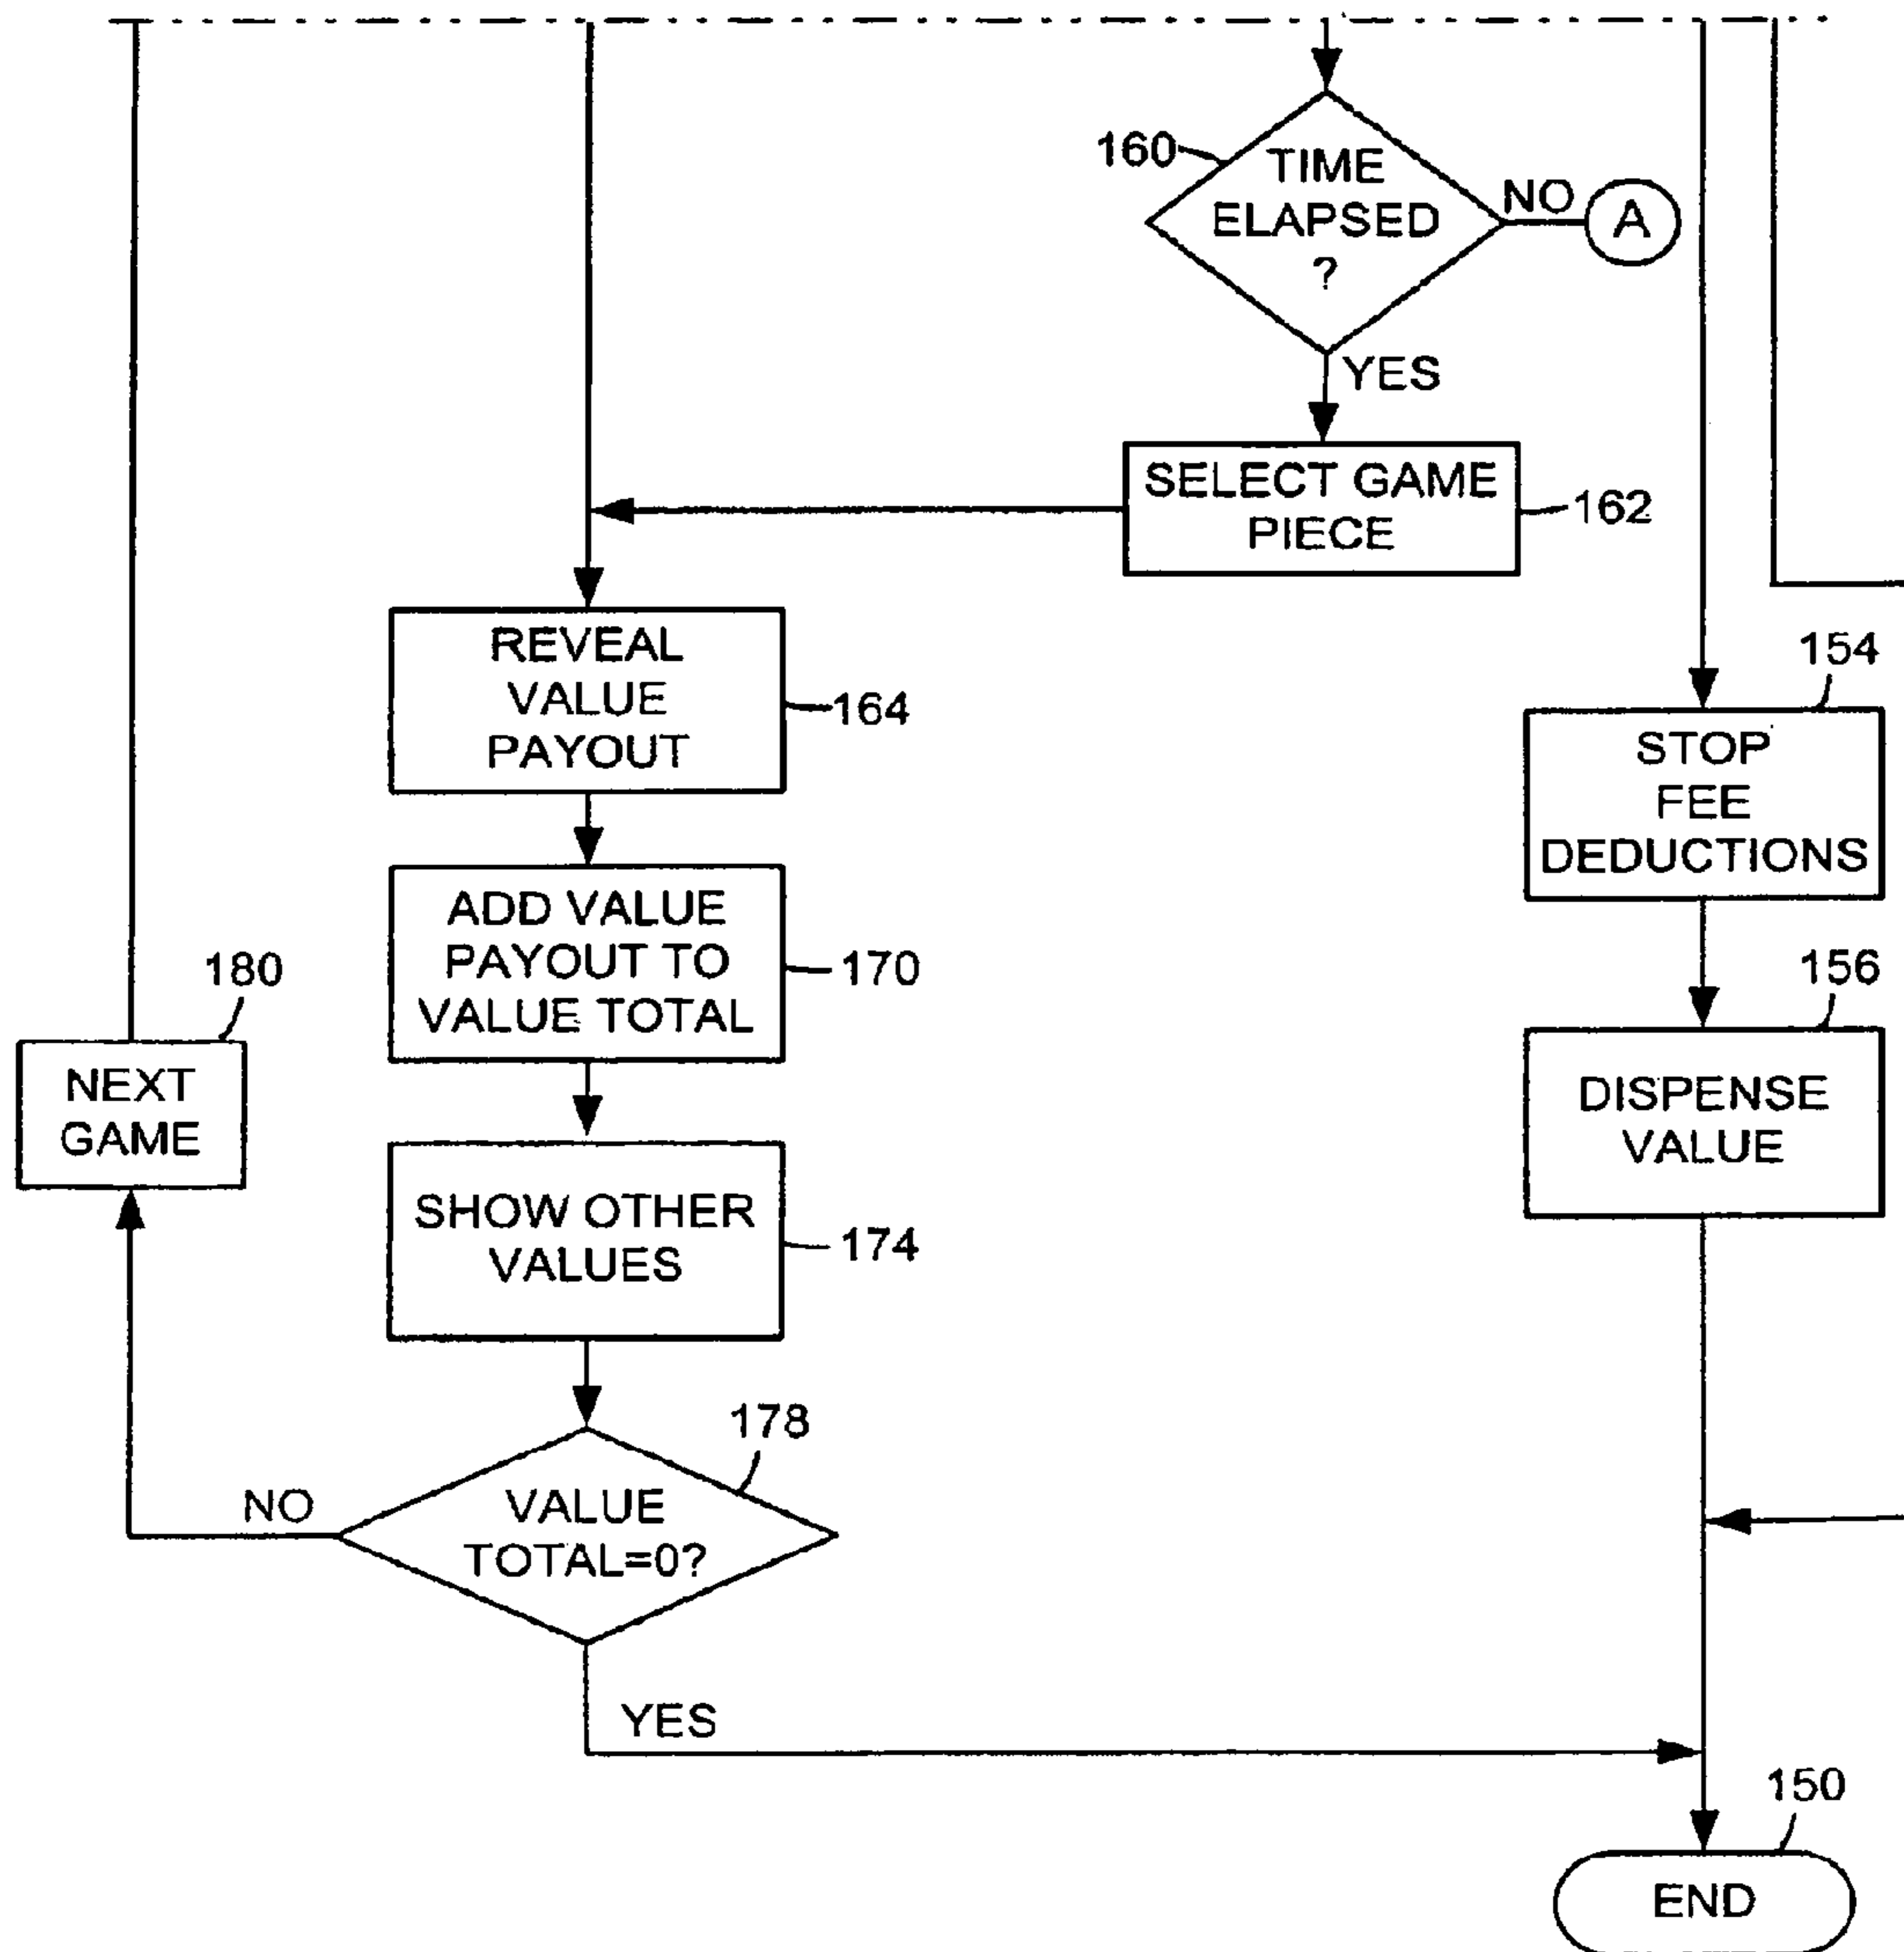 160
TIME
ELAPSED
?
NO
A
YES
SELECT GAME
PIECE
162
REVEAL
VALUE
PAYOUT
164
154
STOP
FEE
DEDUCTIONS
ADD VALUE
PAYOUT TO
VALUE TOTAL
170
180
NEXT
GAME
156
DISPENSE
VALUE
SHOW OTHER
VALUES
174
178
NO
VALUE
TOTAL=0?
YES
150
END